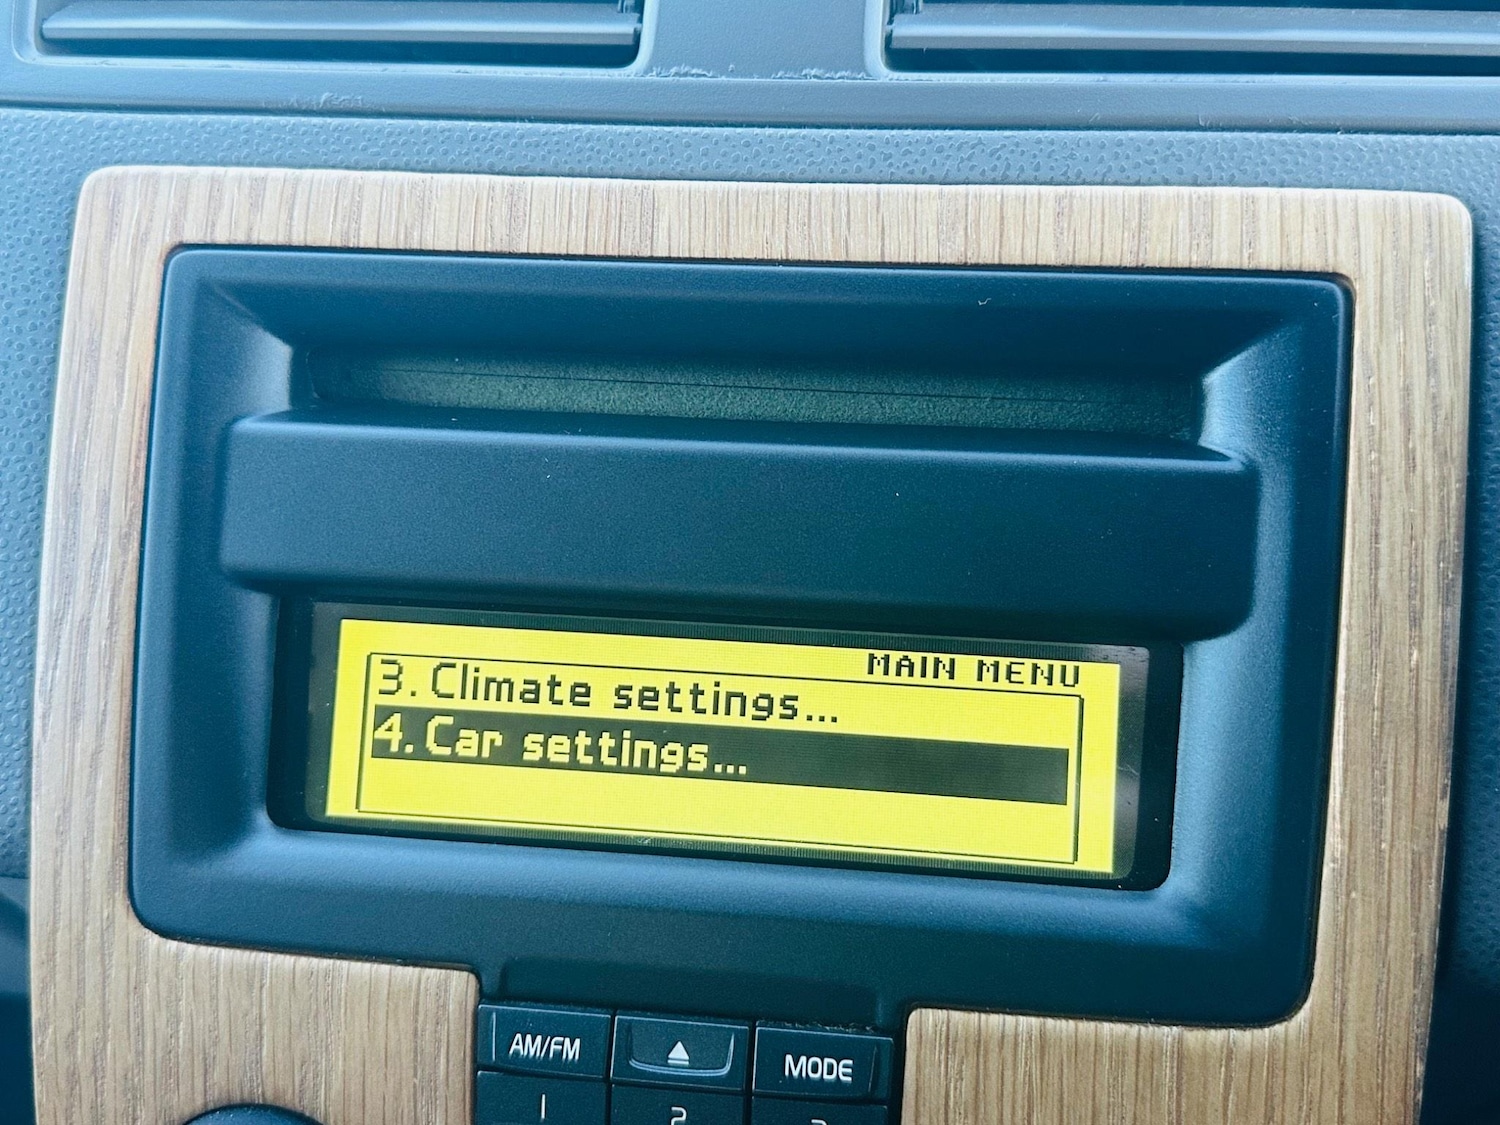 MAIN MENU
3. Climate settings...
4. Car settings...
AM/FM
MODE
1
2